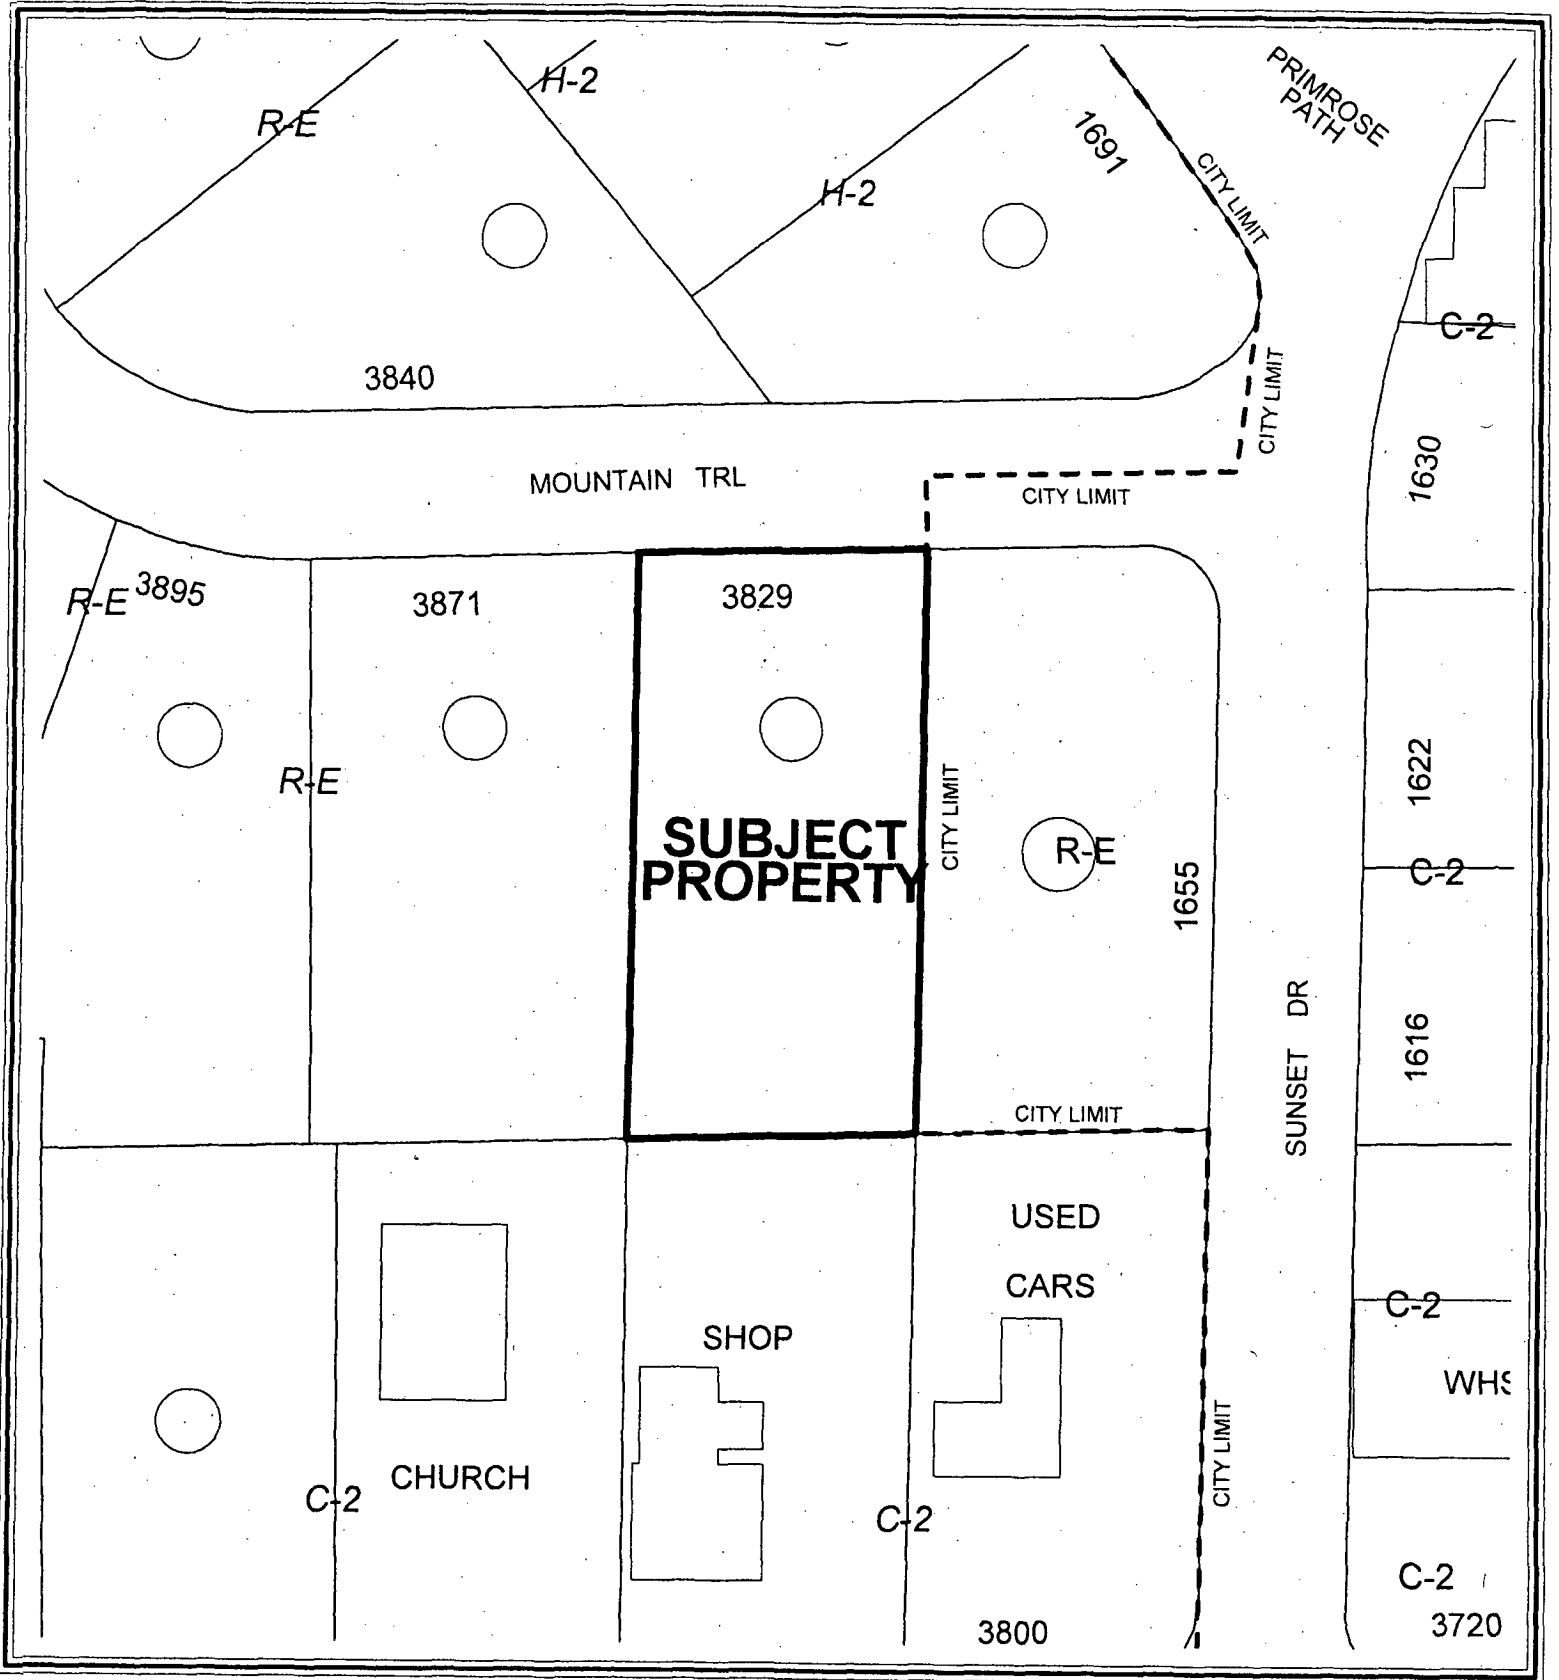 H-2
PRIMROSE
PATH
R-E
1691
CITY LIMIT
H-2
C-2
CITY LIMIT
3840
1630
MOUNTAIN TRL
CITY LIMIT
R-E
3895
3871
3829
1622
R-E
CITY LIMIT
SUBJECT
PROPERTY
R-E
C-2
1655
1616
SUNSET DR
CITY LIMIT
USED
CARS
C-2
SHOP
WHS
CITY LIMIT
CHURCH
C-2
C-2
C-2
3800
3720